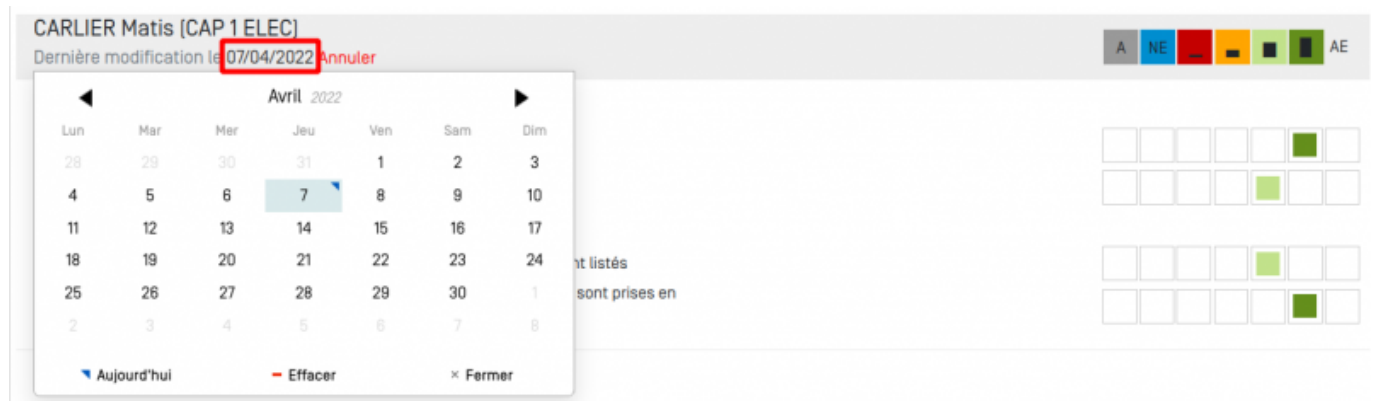 CARLIER Matis (CAP 1 ELEC)
Dernière modification le 07/04/2022 Annuler
A NE AE
Avril 2022
Lun Mar Mer Jeu Ven Sam Dim
28 29 30 31 1 2 3
4 5 6 7 8 9 10
11 12 13 14 15 16 17
18 19 20 21 22 23 24
nt listés
25 26 27 28 29 30 1
sont prises en
2 3 4 5 6 7 8
Aujourd'hui Effacer × Fermer